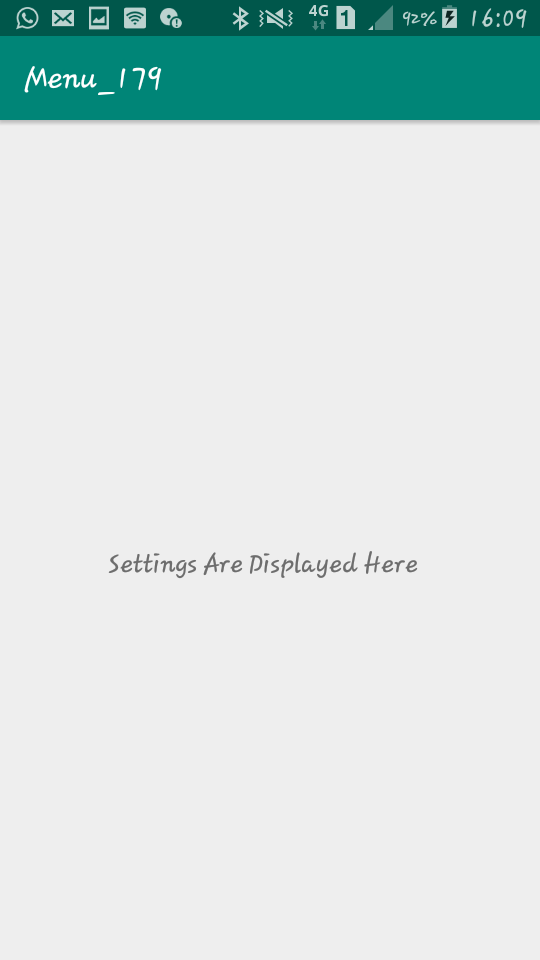 4G 1 92% 16:09
Menu_179
Settings Are Displayed Here